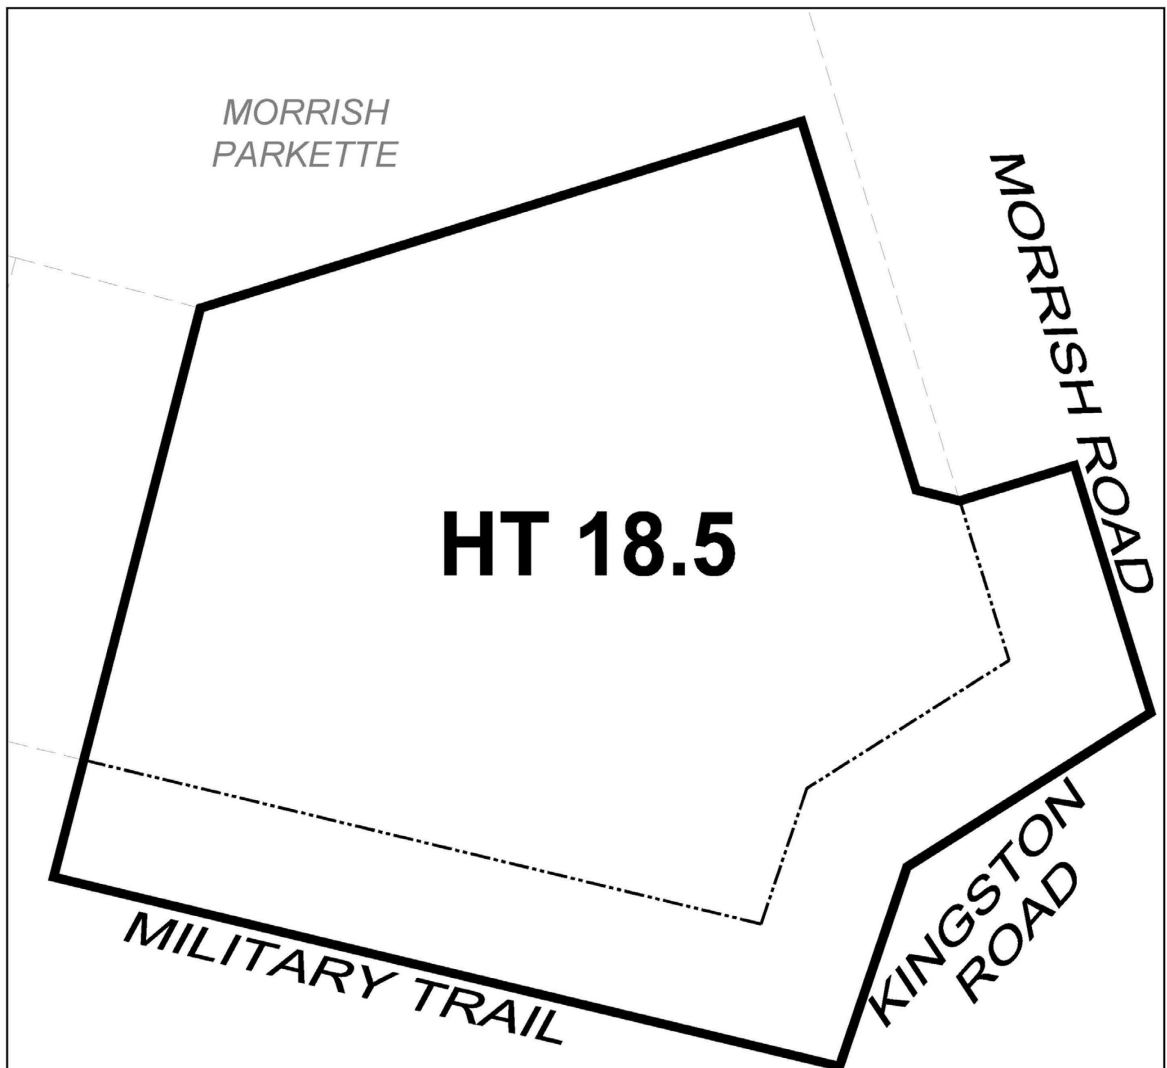 MORRISH
PARKETTE
MORRISH ROAD
HT 18.5
KINGSTON
ROAD
MILITARY TRAIL